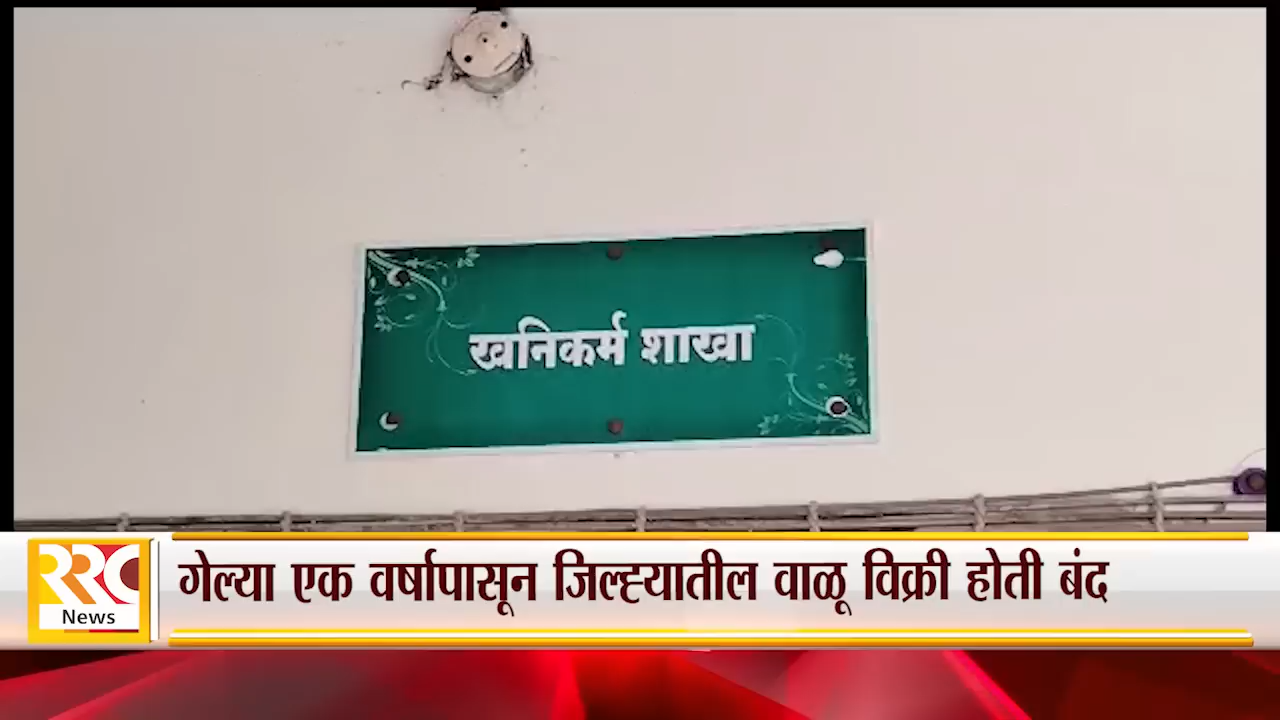 खनिकर्म शाखा
RRC
News
गेल्या एक वर्षापासून जिल्ह्यातील वाळू विक्री होती बंद